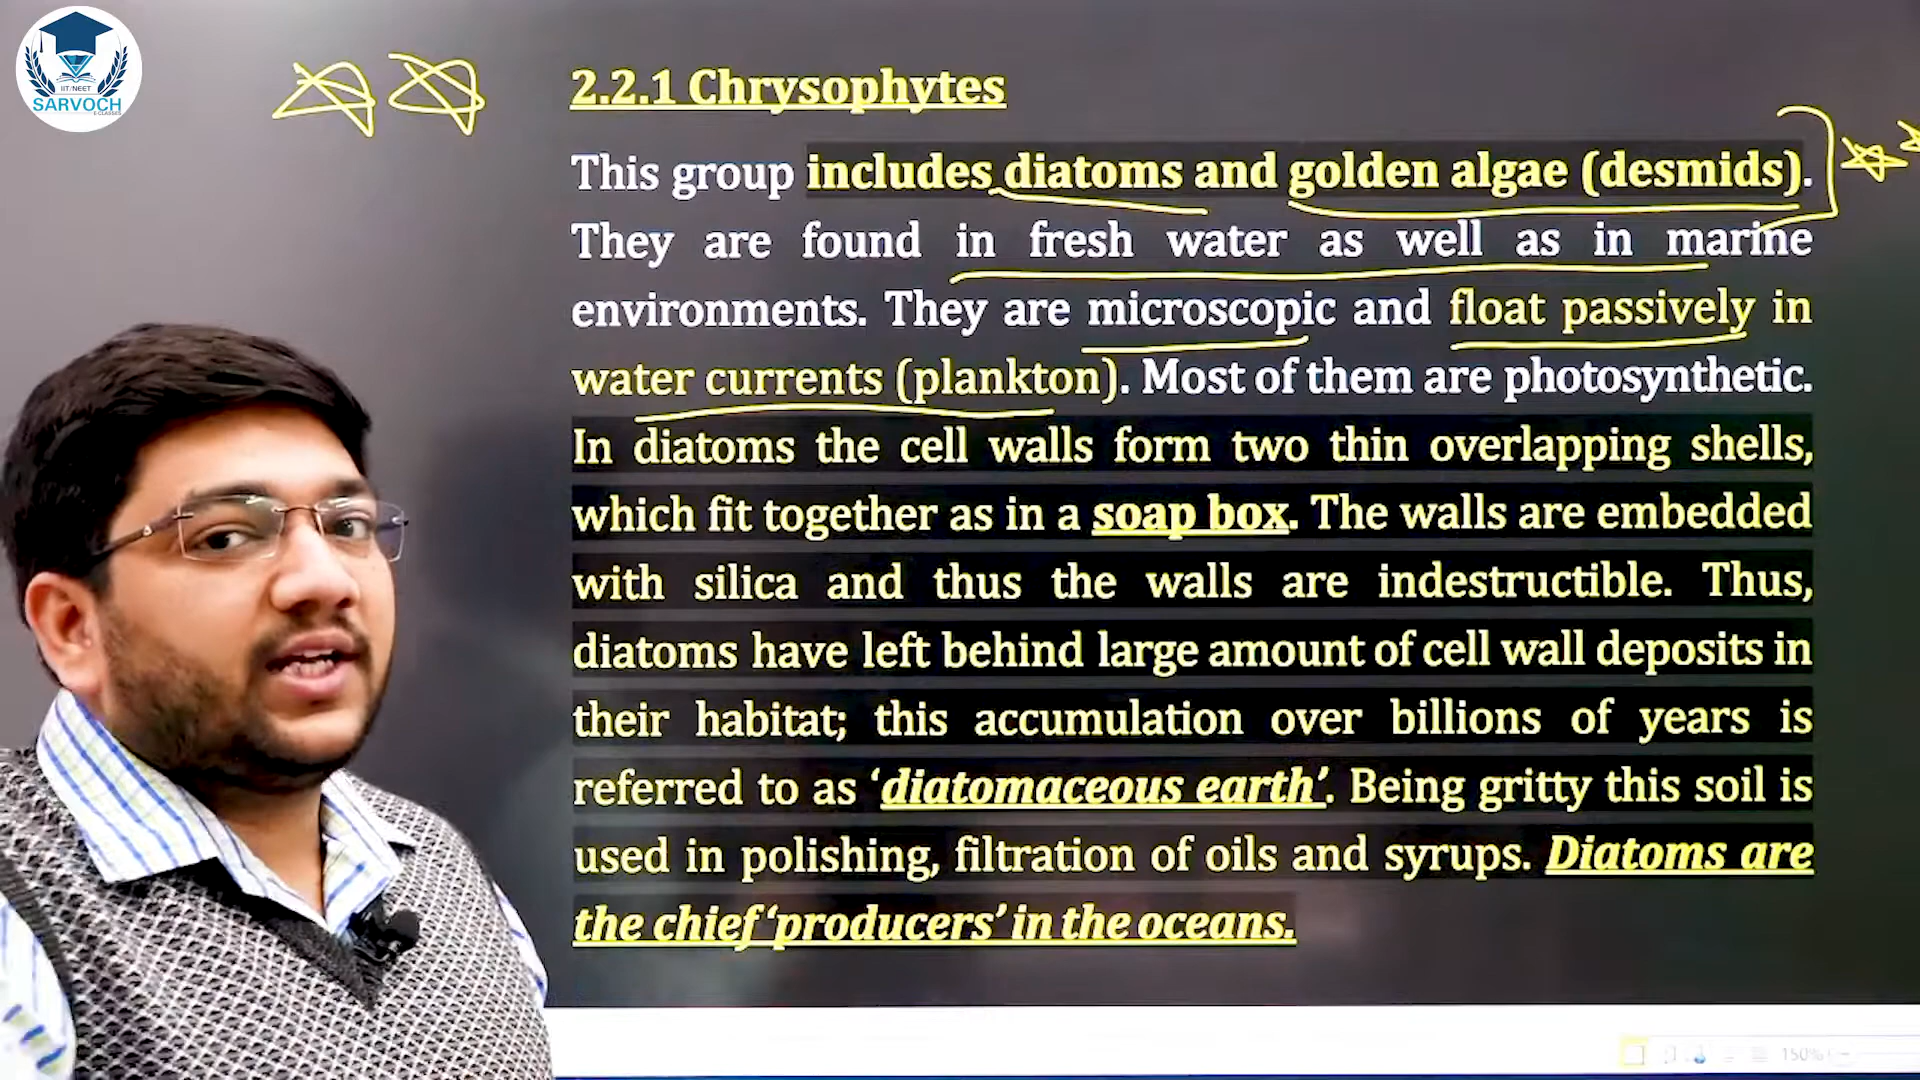 IIT/NEET
SARVOCH
E-CLASSES
2.2.1 Chrysophytes
This group includes diatoms and golden algae (desmids).
They are found in fresh water as well as in marine
environments. They are microscopic and float passively in
water currents (plankton). Most of them are photosynthetic.
In diatoms the cell walls form two thin overlapping shells,
which fit together as in a soap box. The walls are embedded
with silica and thus the walls are indestructible. Thus,
diatoms have left behind large amount of cell wall deposits in
their habitat; this accumulation over billions of years is
referred to as ‘diatomaceous earth’. Being gritty this soil is
used in polishing, filtration of oils and syrups. Diatoms are
the chief ‘producers’ in the oceans.
150%